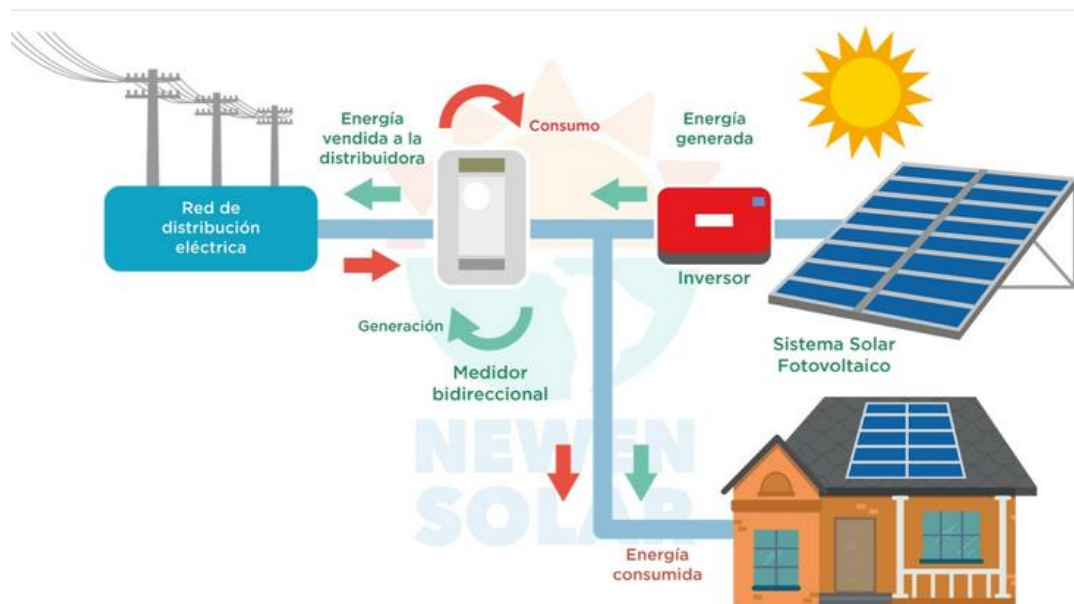 Energía
vendida a la
distribuidora
Consumo
Energía
generada
Red de
distribución
eléctrica
Inversor
Generación
Medidor
bidireccional
Sistema Solar
Fotovoltaico
NEWEN
SOLAR
Energía
consumida